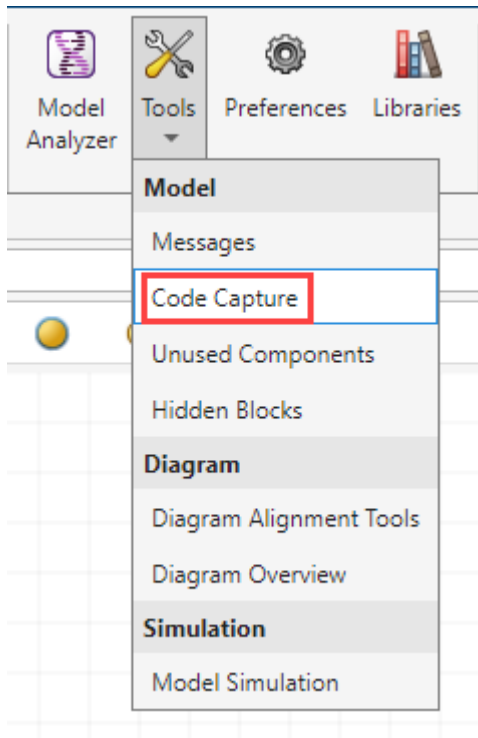 Model
Analyzer
Tools
Preferences
Libraries
Model
Messages
Code Capture
Unused Components
Hidden Blocks
Diagram
Diagram Alignment Tools
Diagram Overview
Simulation
Model Simulation